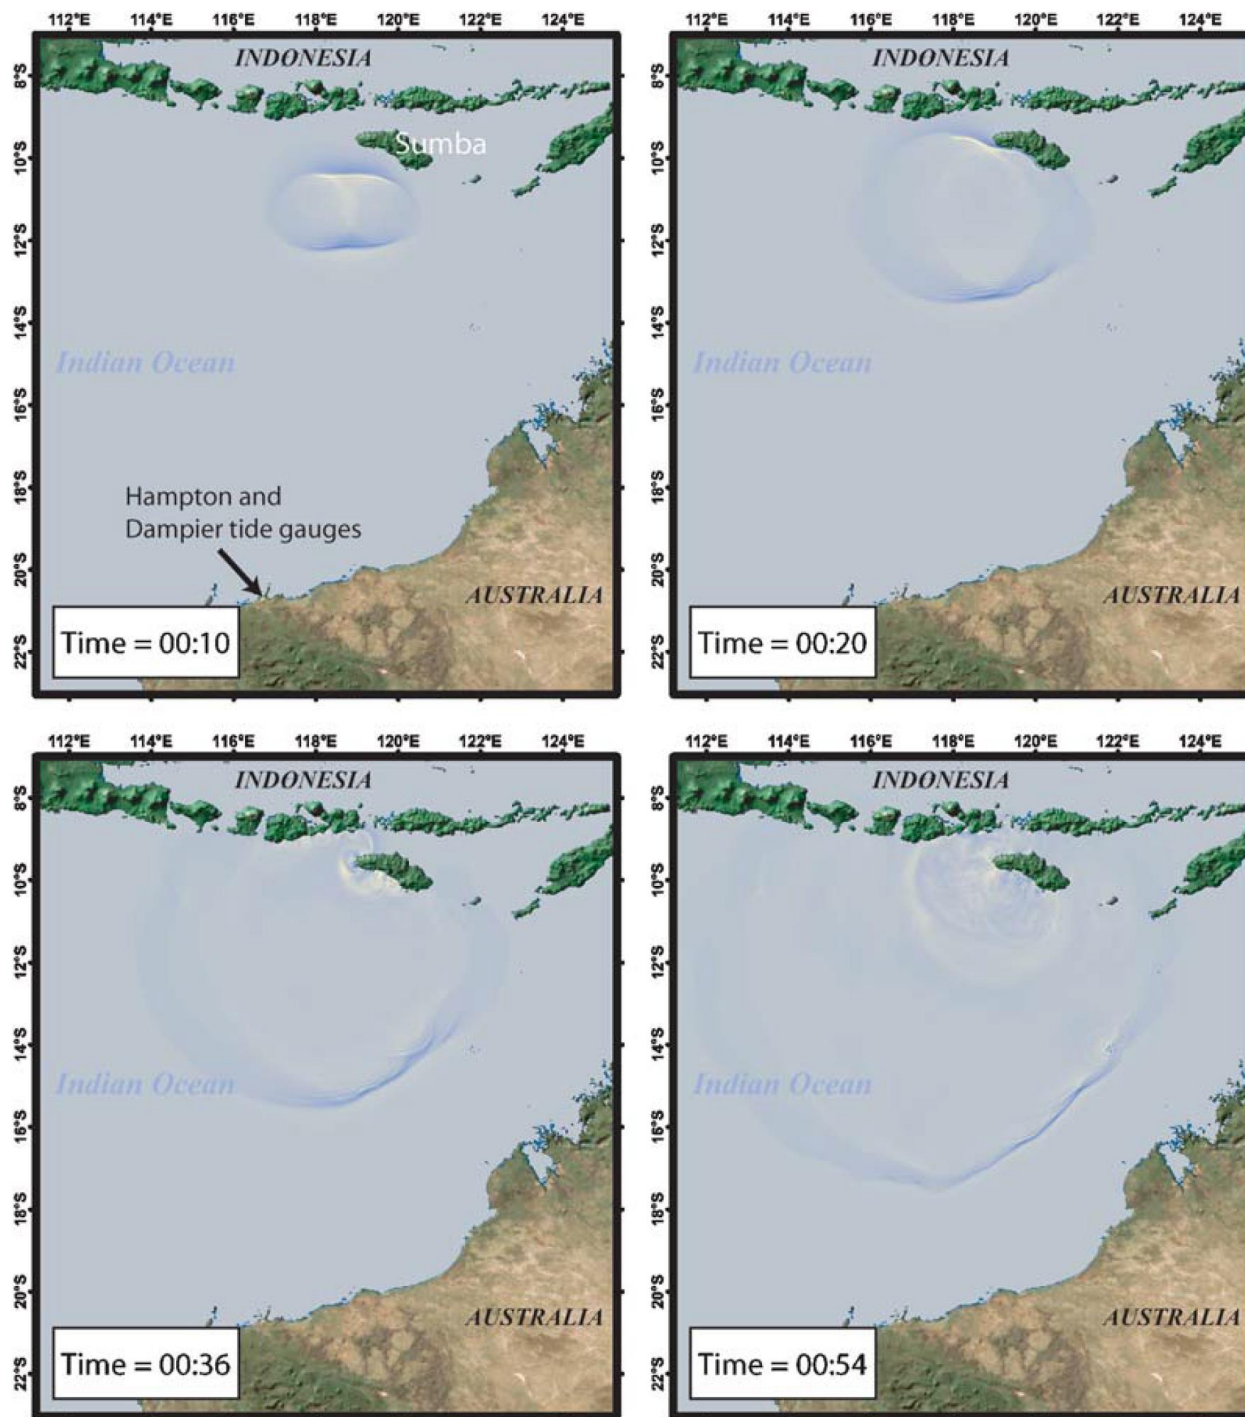 112°E 114°E 116°E 118°E 120°E 122°E 124°E
INDONESIA
8°S
Sumba
10°S
12°S
14°S
Indian Ocean
16°S
18°S
Hampton and
Dampier tide gauges
20°S
AUSTRALIA
22°S
Time = 00:10
112°E 114°E 116°E 118°E 120°E 122°E 124°E
INDONESIA
8°S
10°S
12°S
14°S
Indian Ocean
16°S
18°S
20°S
AUSTRALIA
22°S
Time = 00:20
112°E 114°E 116°E 118°E 120°E 122°E 124°E
INDONESIA
8°S
10°S
12°S
14°S
Indian Ocean
16°S
18°S
20°S
AUSTRALIA
22°S
Time = 00:36
112°E 114°E 116°E 118°E 120°E 122°E 124°E
INDONESIA
8°S
10°S
12°S
14°S
Indian Ocean
16°S
18°S
20°S
AUSTRALIA
22°S
Time = 00:54